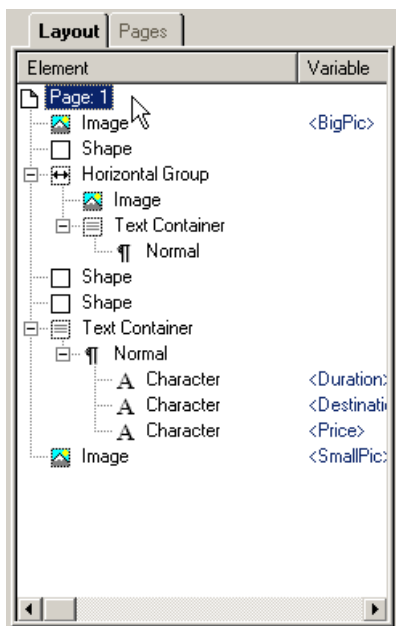 Layout Pages
Element Variable
Page: 1
Image <BigPic>
Shape
Horizontal Group
Image
Text Container
¶ Normal
Shape
Shape
Text Container
¶ Normal
A Character <Duration>
A Character <Destinati
A Character <Price>
Image <SmallPic>